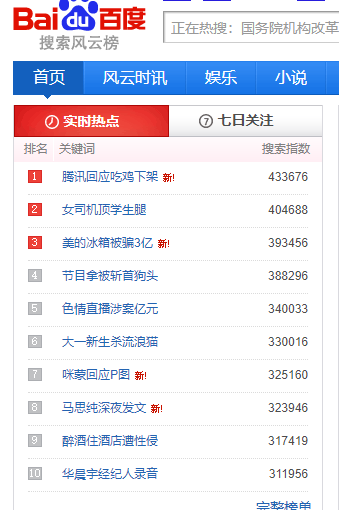 Bai du 百度
搜索风云榜
正在热搜：国务院机构改革
首页 风云时讯 娱乐 小说
实时热点 7 七日关注
排名 关键词 搜索指数
1 腾讯回应吃鸡下架 新! 433676
2 女司机顶学生腿 404688
3 美的冰箱被骗3亿 新! 393456
4 节目拿被斩首狗头 388296
5 色情直播涉案亿元 340033
6 大一新生杀流浪猫 330016
7 咪蒙回应P图 新! 325160
8 马思纯深夜发文 新! 323946
9 醉酒住酒店遭性侵 317419
10 华晨宇经纪人录音 311956
完整榜单